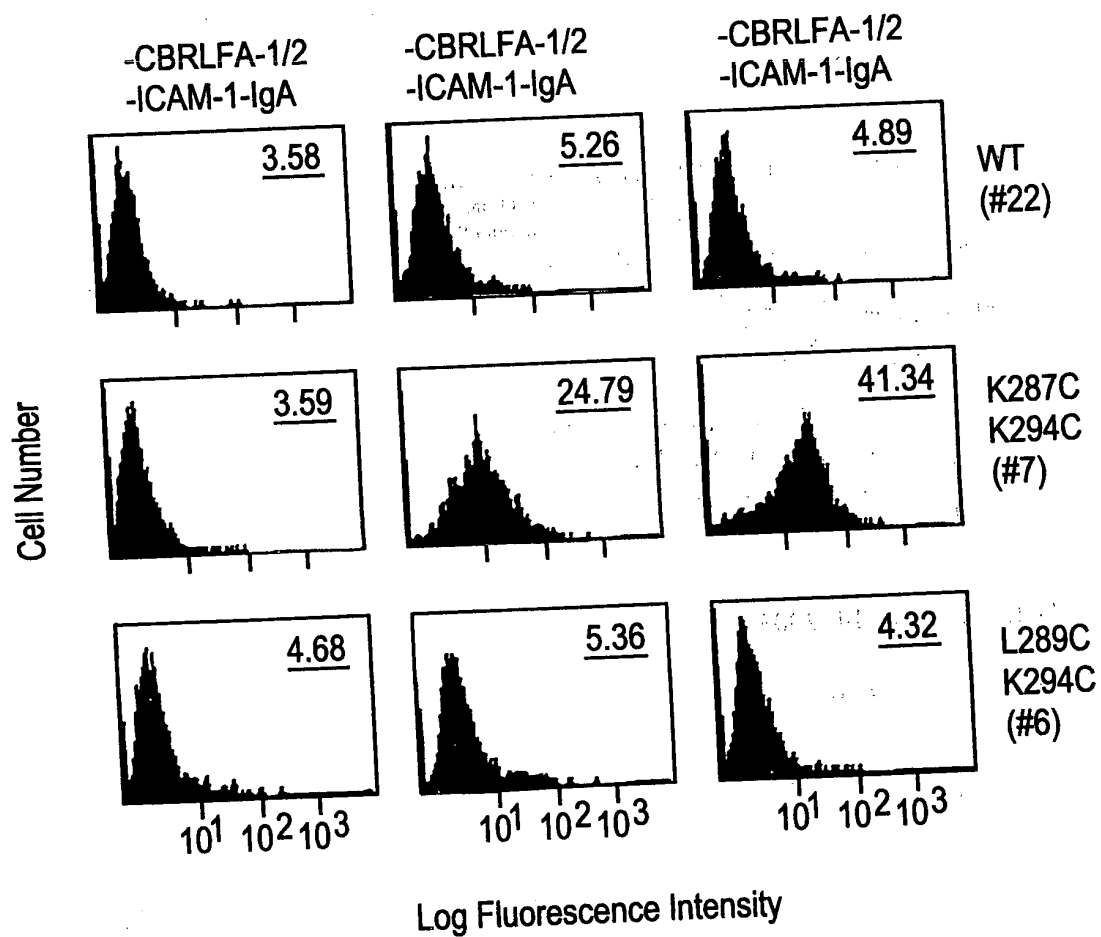 -CBRLFA-1/2
-ICAM-1-IgA
-CBRLFA-1/2
-ICAM-1-IgA
-CBRLFA-1/2
-ICAM-1-IgA
3.58
5.26
4.89
WT
(#22)
3.59
24.79
41.34
K287C
K294C
(#7)
Cell Number
4.68
5.36
4.32
L289C
K294C
(#6)
10¹ 10² 10³
10¹ 10² 10³
10¹ 10² 10³
Log Fluorescence Intensity